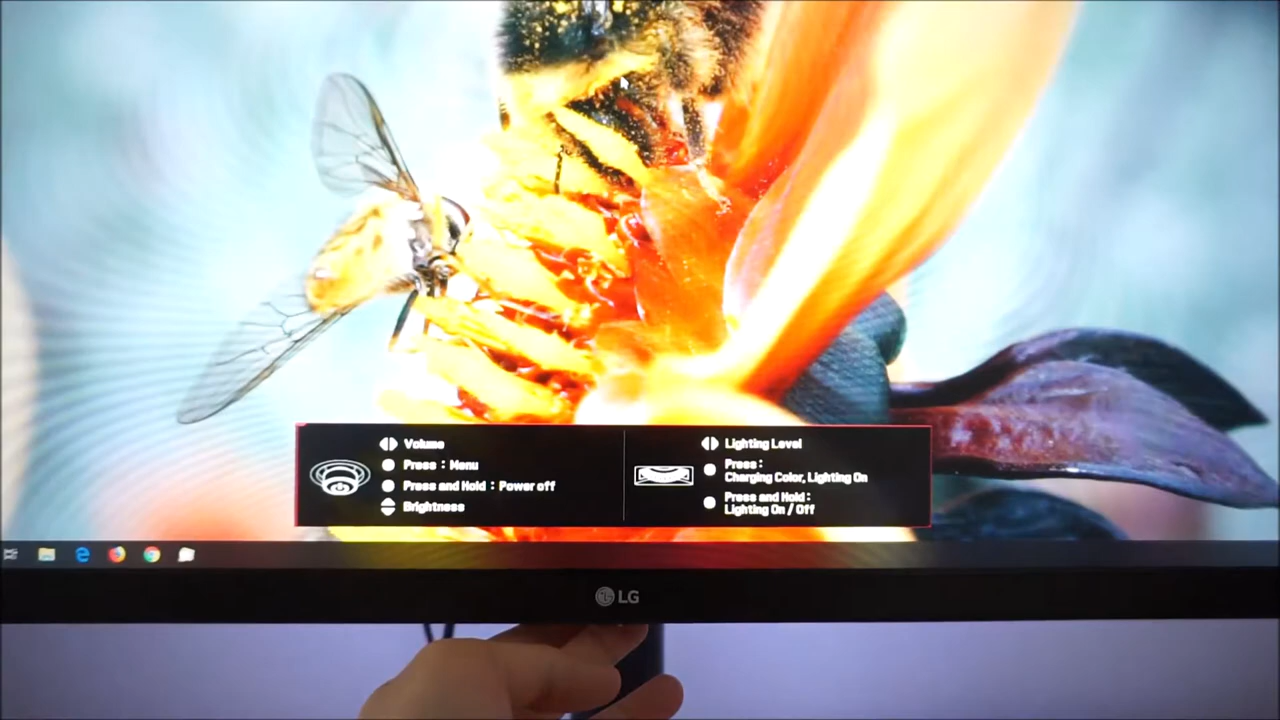 Volume
Press : Menu
Press and Hold : Power off
Brightness
Lighting Level
Press :
Charging Color, Lighting On
Press and Hold :
Lighting On / Off
LG